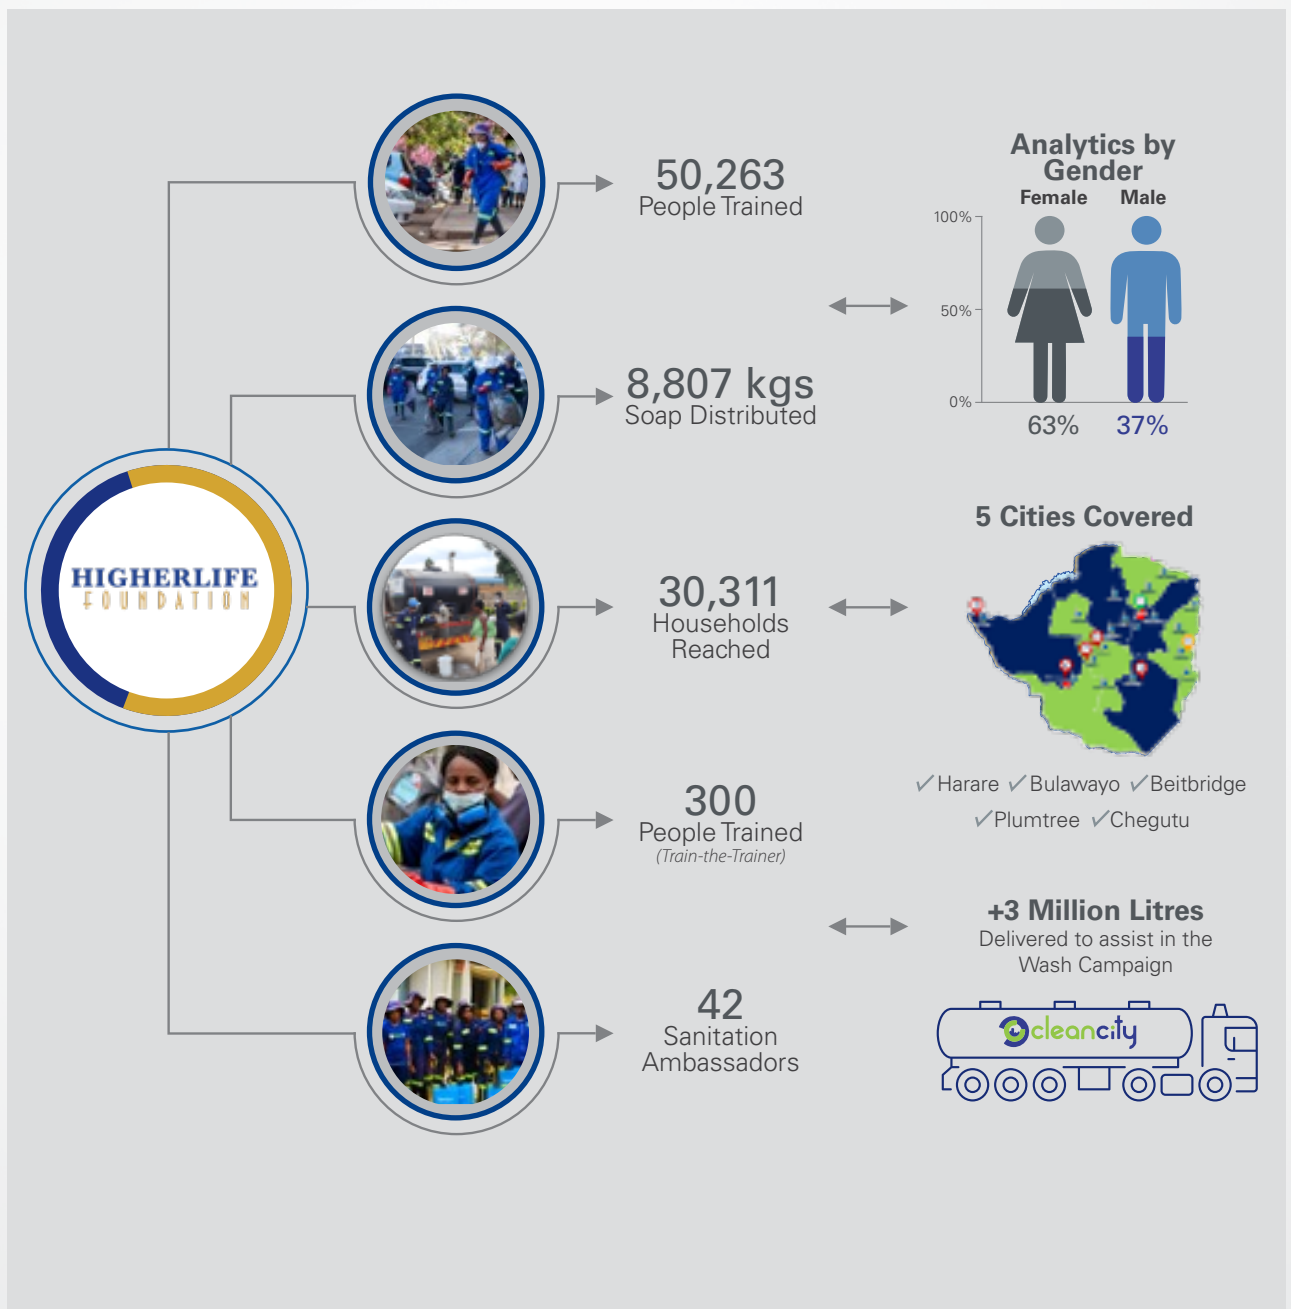 HIGHERLIFE
FOUNDATION
50,263
People Trained
8,807 kgs
Soap Distributed
30,311
Households
Reached
300
People Trained
(Train-the-Trainer)
42
Sanitation
Ambassadors
Analytics by
Gender
Female Male
100%
50%
0%
63% 37%
5 Cities Covered
✓Harare ✓Bulawayo ✓Beitbridge
✓Plumtree ✓Chegutu
+3 Million Litres
Delivered to assist in the
Wash Campaign
cleancity